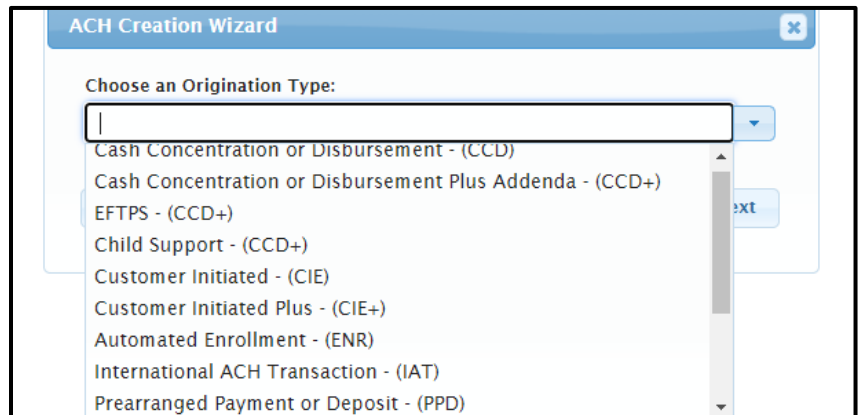 ACH Creation Wizard
Choose an Origination Type:
Cash Concentration or Disbursement - (CCD)
Cash Concentration or Disbursement Plus Addenda - (CCD+)
EFTPS - (CCD+)
Child Support - (CCD+)
Customer Initiated - (CIE)
Customer Initiated Plus - (CIE+)
Automated Enrollment - (ENR)
International ACH Transaction - (IAT)
Prearranged Payment or Deposit - (PPD)